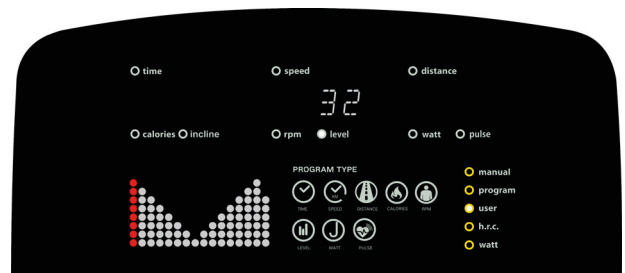 time speed distance
32
calories incline rpm level watt pulse
PROGRAM TYPE
manual
program
user
h.r.c.
watt
TIME SPEED DISTANCE CALORIES RPM
KM
LEVEL WATT PULSE